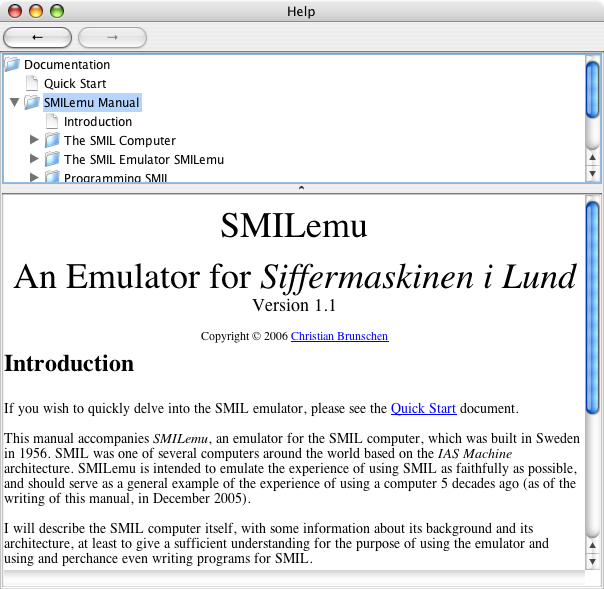 Help
Documentation
Quick Start
SMILemu Manual
Introduction
The SMIL Computer
The SMIL Emulator SMILemu
Programming SMIL
SMILemu
An Emulator for Siffermaskinen i Lund
Version 1.1
Copyright © 2006 Christian Brunschen
Introduction
If you wish to quickly delve into the SMIL emulator, please see the Quick Start document.
This manual accompanies SMILemu, an emulator for the SMIL computer, which was built in Sweden
in 1956. SMIL was one of several computers around the world based on the IAS Machine
architecture. SMILemu is intended to emulate the experience of using SMIL as faithfully as possible,
and should serve as a general example of the experience of using a computer 5 decades ago (as of the
writing of this manual, in December 2005).
I will describe the SMIL computer itself, with some information about its background and its
architecture, at least to give a sufficient understanding for the purpose of using the emulator and
using and perchance even writing programs for SMIL.